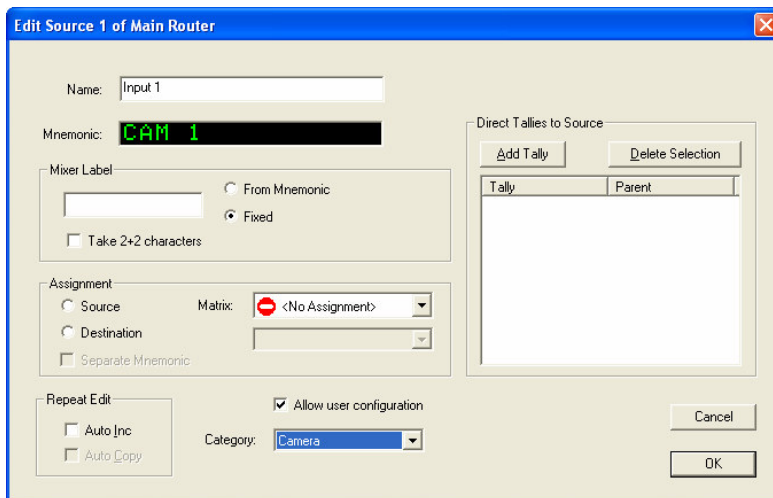 Edit Source 1 of Main Router
Name: Input 1
Mnemonic: CAM 1
Mixer Label
From Mnemonic
Fixed
Take 2+2 characters
Assignment
Source
Matrix: <No Assignment>
Destination
Separate Mnemonic
Repeat Edit
Auto Inc
Auto Copy
Allow user configuration
Category: Camera
Direct Tallies to Source
Add Tally Delete Selection
Tally Parent
Cancel
OK